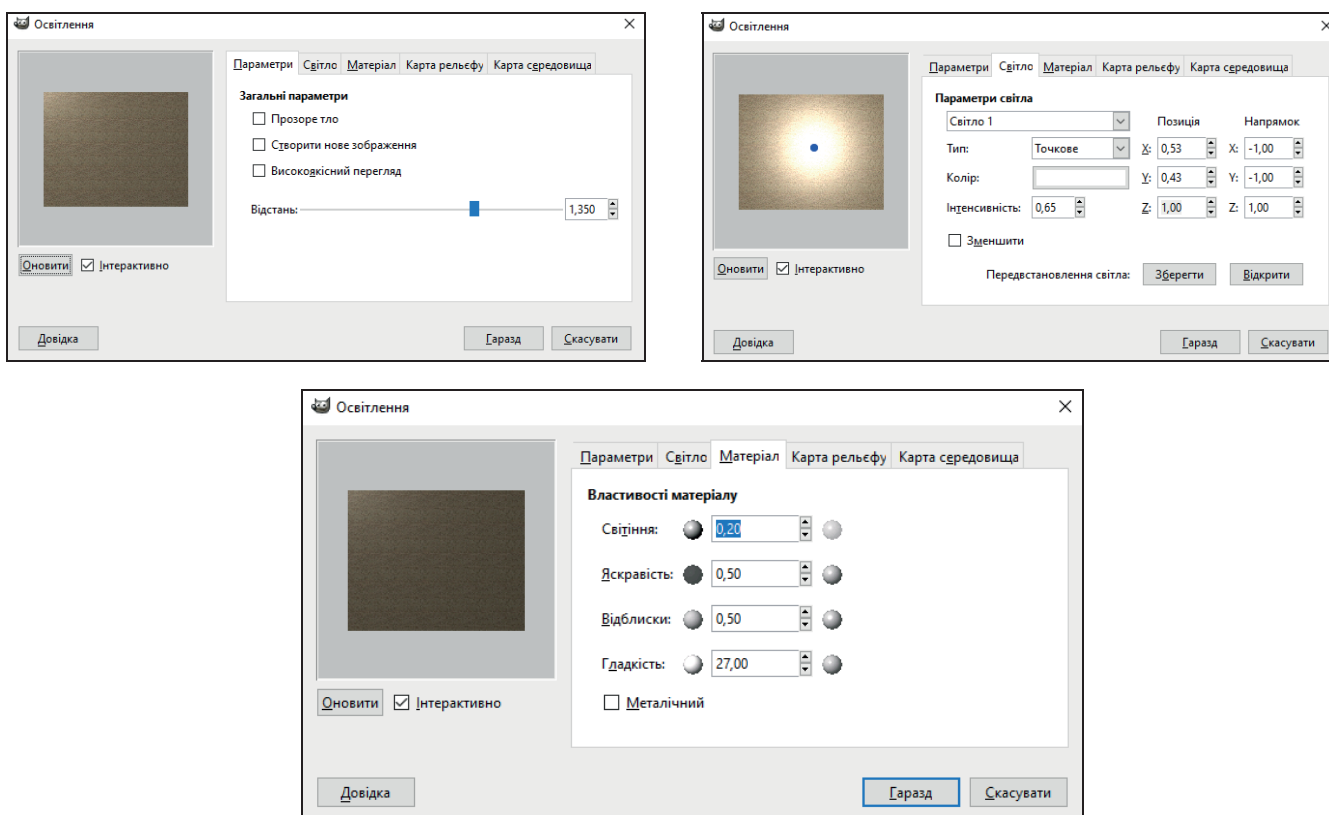 Освітлення
Параметри Світло Матеріал Карта рельєфу Карта середовища
Загальні параметри
Прозоре тло
Створити нове зображення
Високоякісний перегляд
Відстань: 1,350
Оновити Інтерактивно
Довідка Гаразд Скасувати
Освітлення
Параметри Світло Матеріал Карта рельєфу Карта середовища
Параметри світла
Світло 1 Позиція Напрямок
Тип: Точкове X: 0,53 X: -1,00
Колір: Y: 0,43 Y: -1,00
Інтенсивність: 0,65 Z: 1,00 Z: 1,00
Зменшити
Оновити Інтерактивно
Передвстановлення світла: Зберегти Відкрити
Довідка Гаразд Скасувати
Освітлення
Параметри Світло Матеріал Карта рельєфу Карта середовища
Властивості матеріалу
Світіння: 0,20
Яскравість: 0,50
Відблиски: 0,50
Гладкість: 27,00
Металічний
Оновити Інтерактивно
Довідка Гаразд Скасувати